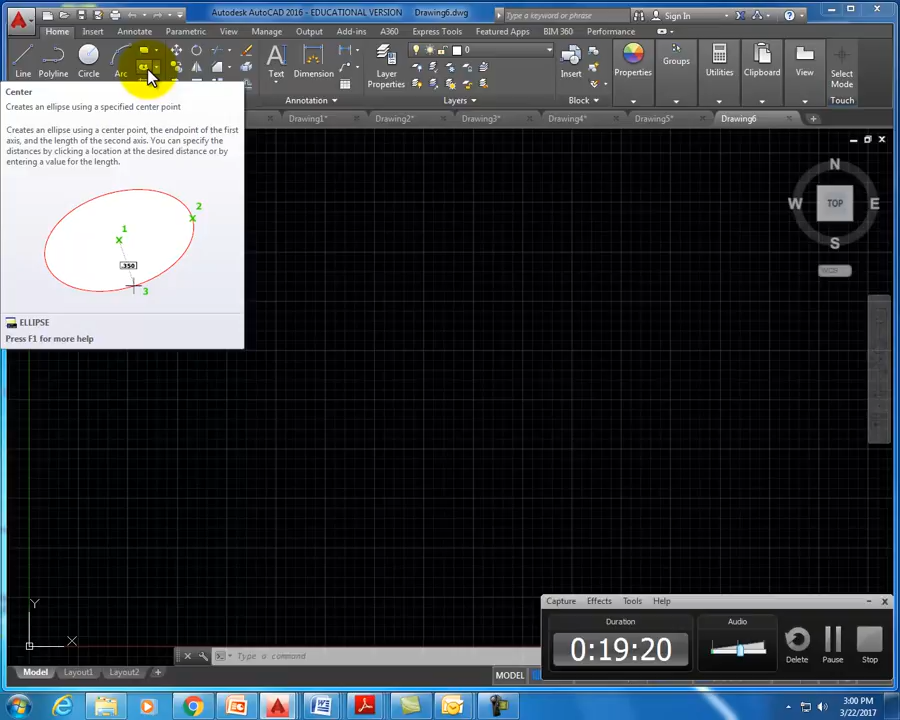 Autodesk AutoCAD 2016 - EDUCATIONAL VERSION Drawing6.dwg
Type a keyword or phrase
Sign In
Home Insert Annotate Parametric View Manage Output Add-ins A360 Express Tools Featured Apps BIM 360 Performance
Line Polyline Circle Arc Text Dimension Layer Properties 0 Insert Properties Groups Utilities Clipboard View Select Mode
Annotation Layers Block Touch
Drawing1* Drawing2* Drawing3* Drawing4* Drawing5* Drawing6
Center
Creates an ellipse using a specified center point
Creates an ellipse using a center point, the endpoint of the first
axis, and the length of the second axis. You can specify the
distances by clicking a location at the desired distance or by
entering a value for the length.
2
1
.350
3
ELLIPSE
Press F1 for more help
N
W TOP E
S
WCS
Y
X
Type a command
Model Layout1 Layout2
MODEL
Capture Effects Tools Help
Duration
Audio
0:19:20
Delete Pause Stop
3:00 PM
3/22/2017